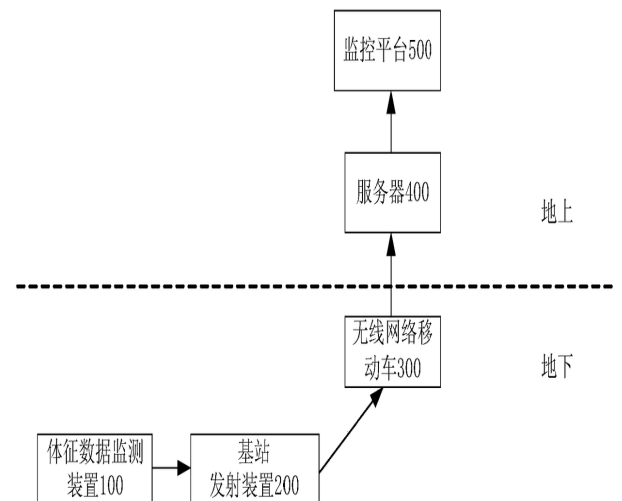 监控平台500
服务器400
地上
无线网络移
动车300
地下
体征数据监测
装置100
基站
发射装置200